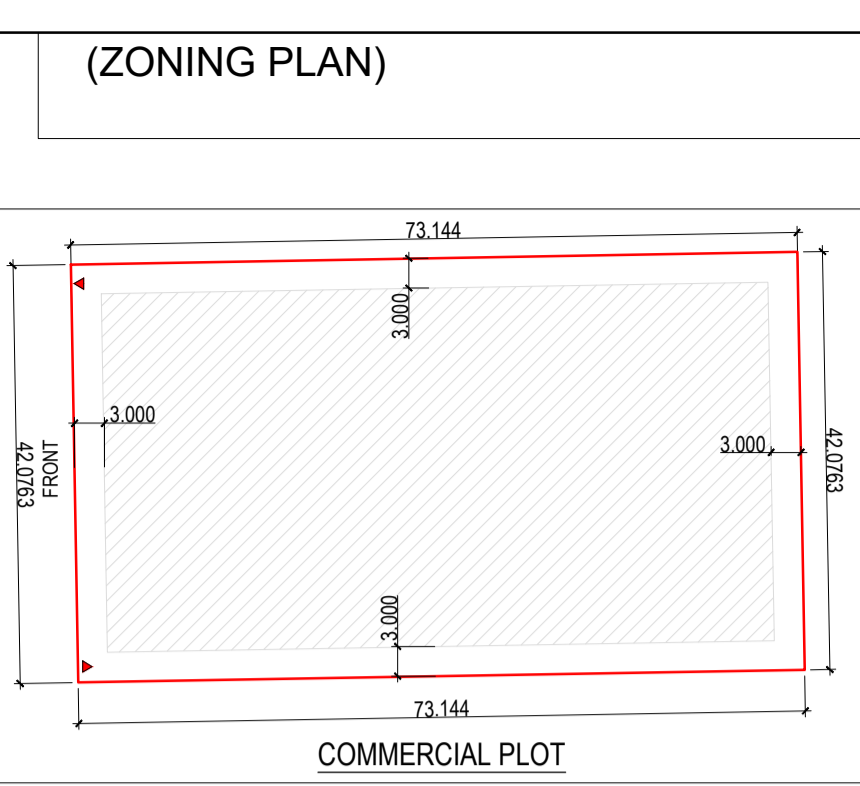 (ZONING PLAN)
73.144
3.000
3.000
42.0763
FRONT
3.000
42.0763
3.000
73.144
COMMERCIAL PLOT